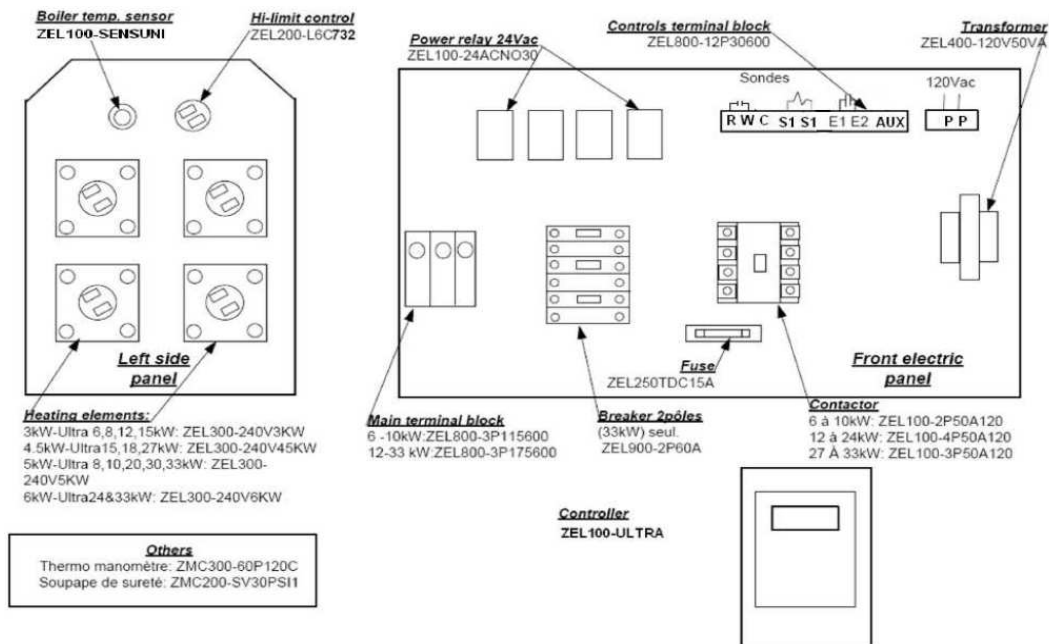 Boiler temp. sensor
ZEL100-SENSUNI
Hi-limit control
ZEL200-L6C732
Power relay 24Vac
ZEL100-24ACNO30
Controls terminal block
ZEL800-12P30600
Transformer
ZEL400-120V50VA
Sondes
120Vac
R W C S1 S1 E1 E2 AUX
P P
Left side
panel
Fuse
ZEL250TDC15A
Front electric
panel
Heating elements:
3kW-Ultra 6,8,12,15kW: ZEL300-240V3KW
4.5kW-Ultra15,18,27kW: ZEL300-240V45KW
5kW-Ultra 8,10,20,30,33kW: ZEL300-
240V5KW
6kW-Ultra24&33kW: ZEL300-240V6KW
Main terminal block
6 -10kW:ZEL800-3P115600
12-33 kW:ZEL800-3P175600
Breaker 2pôles
(33kW) seul.
ZEL900-2P60A
Contactor
6 à 10kW: ZEL100-2P50A120
12 à 24kW: ZEL100-4P50A120
27 À 33kW: ZEL100-3P50A120
Controller
ZEL100-ULTRA
Others
Thermo manomètre: ZMC300-60P120C
Soupape de sureté: ZMC200-SV30PSI1